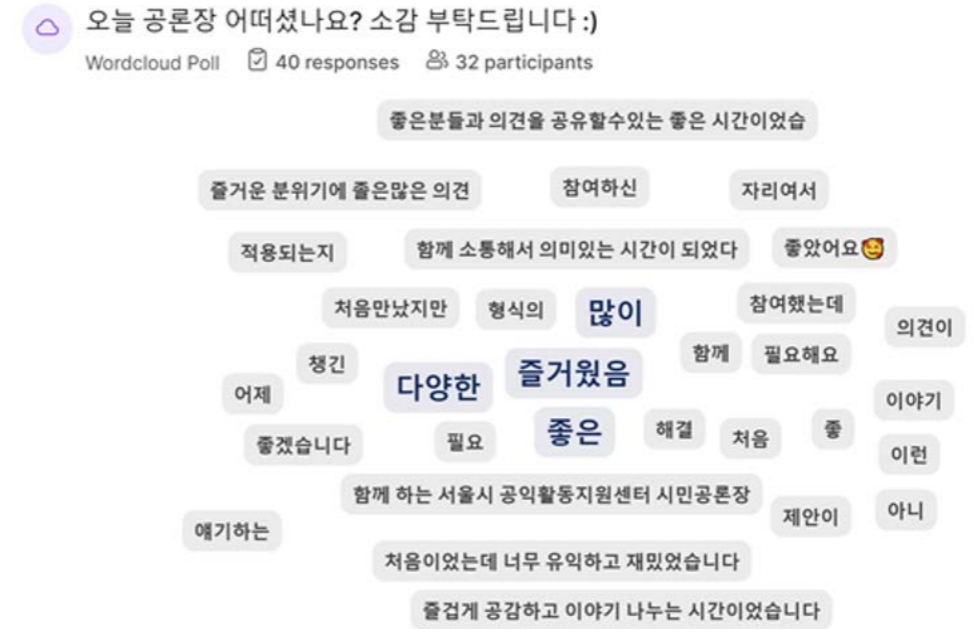 오늘 공론장 어떠셨나요? 소감 부탁드립니다 :)
Wordcloud Poll 40 responses 32 participants
좋은분들과 의견을 공유할수있는 좋은 시간이었습
즐거운 분위기에 졸은많은 의견 참여하신 자리여서
적용되는지 함께 소통해서 의미있는 시간이 되었다 좋았어요🥰
처음만났지만 형식의 많이 참여했는데
의견이
챙긴 함께 필요해요
어제 다양한 즐거웠음 이야기
좋겠습니다 필요 좋은 해결 처음 좋
이런
함께 하는 서울시 공익활동지원센터 시민공론장
얘기하는 제안이 아니
처음이었는데 너무 유익하고 재밌었습니다
즐겁게 공감하고 이야기 나누는 시간이었습니다